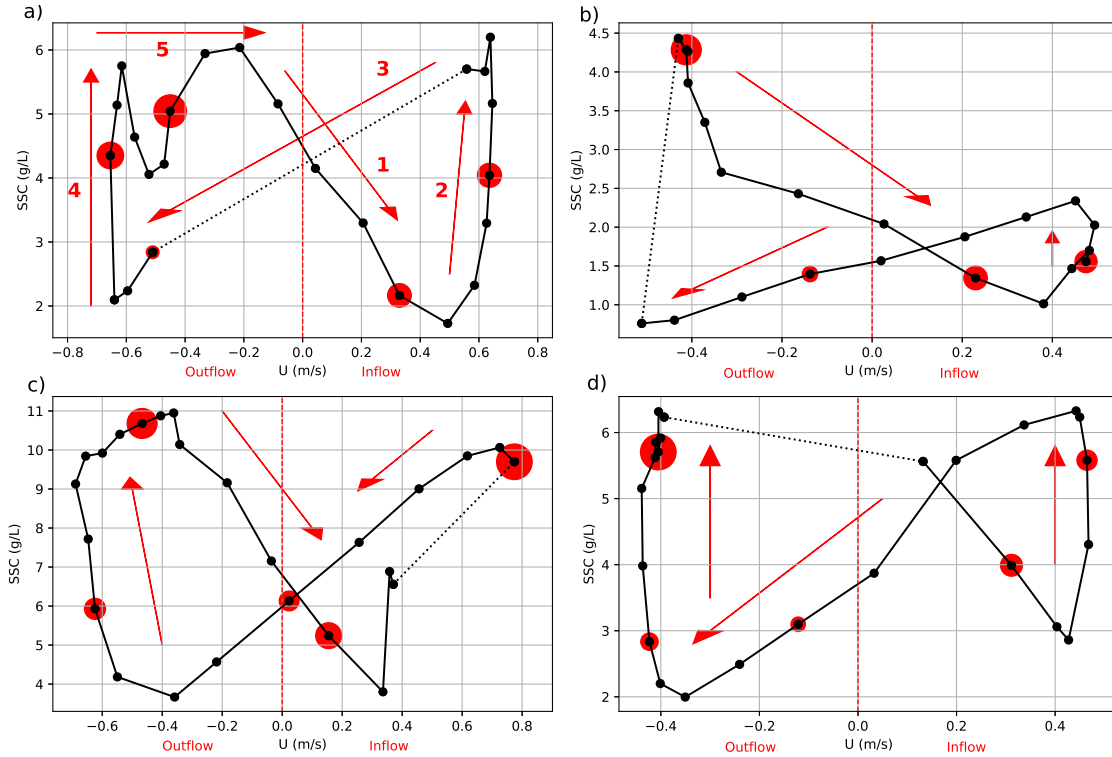 a)
6
5
4
3
2
SSC (g/L)
5
3
1
2
4
−0.8 −0.6 −0.4 −0.2 0.0 0.2 0.4 0.6 0.8
Outflow U (m/s) Inflow
b)
4.5
4.0
3.5
3.0
2.5
2.0
1.5
1.0
SSC (g/L)
−0.4 −0.2 0.0 0.2 0.4
Outflow U (m/s) Inflow
c)
11
10
9
8
7
6
5
4
SSC (g/L)
−0.6 −0.4 −0.2 0.0 0.2 0.4 0.6 0.8
Outflow U (m/s) Inflow
d)
6
5
4
3
2
SSC (g/L)
−0.4 −0.2 0.0 0.2 0.4
Outflow U (m/s) Inflow